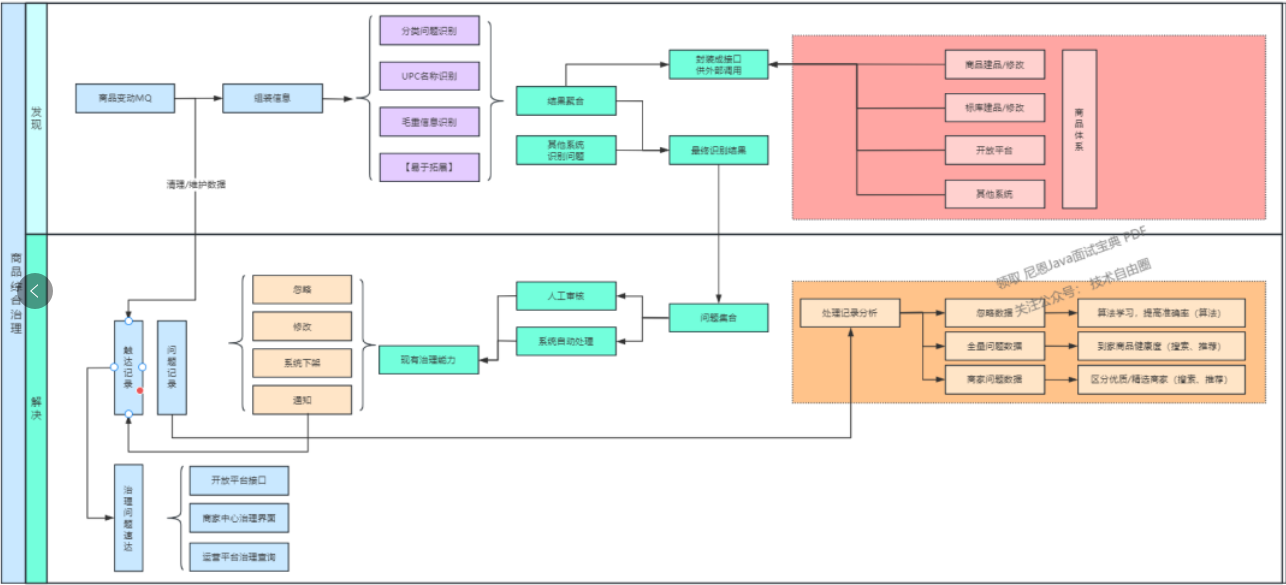 商品综合治理
发现
商品变动MQ
组装信息
分类问题识别
UPC名称识别
毛重信息识别
【易于拓展】
结果聚合
其他系统
识别问题
封装成接口
供外部调用
最终识别结果
商品建品/修改
标库建品/修改
开放平台
其他系统
商品体系
清理/维护数据
解决
触达记录
问题记录
忽略
修改
系统下架
通知
现有治理能力
人工审核
系统自动处理
问题集合
处理记录分析
忽略数据
全量问题数据
商家问题数据
算法学习、提高准确率（算法）
到家商品健康度（搜索、推荐）
区分优质/精选商家（搜索、推荐）
治理问题速达
开放平台接口
商家中心治理界面
运营平台治理查询
领取 尼恩Java面试宝典 PDF
关注公众号： 技术自由圈